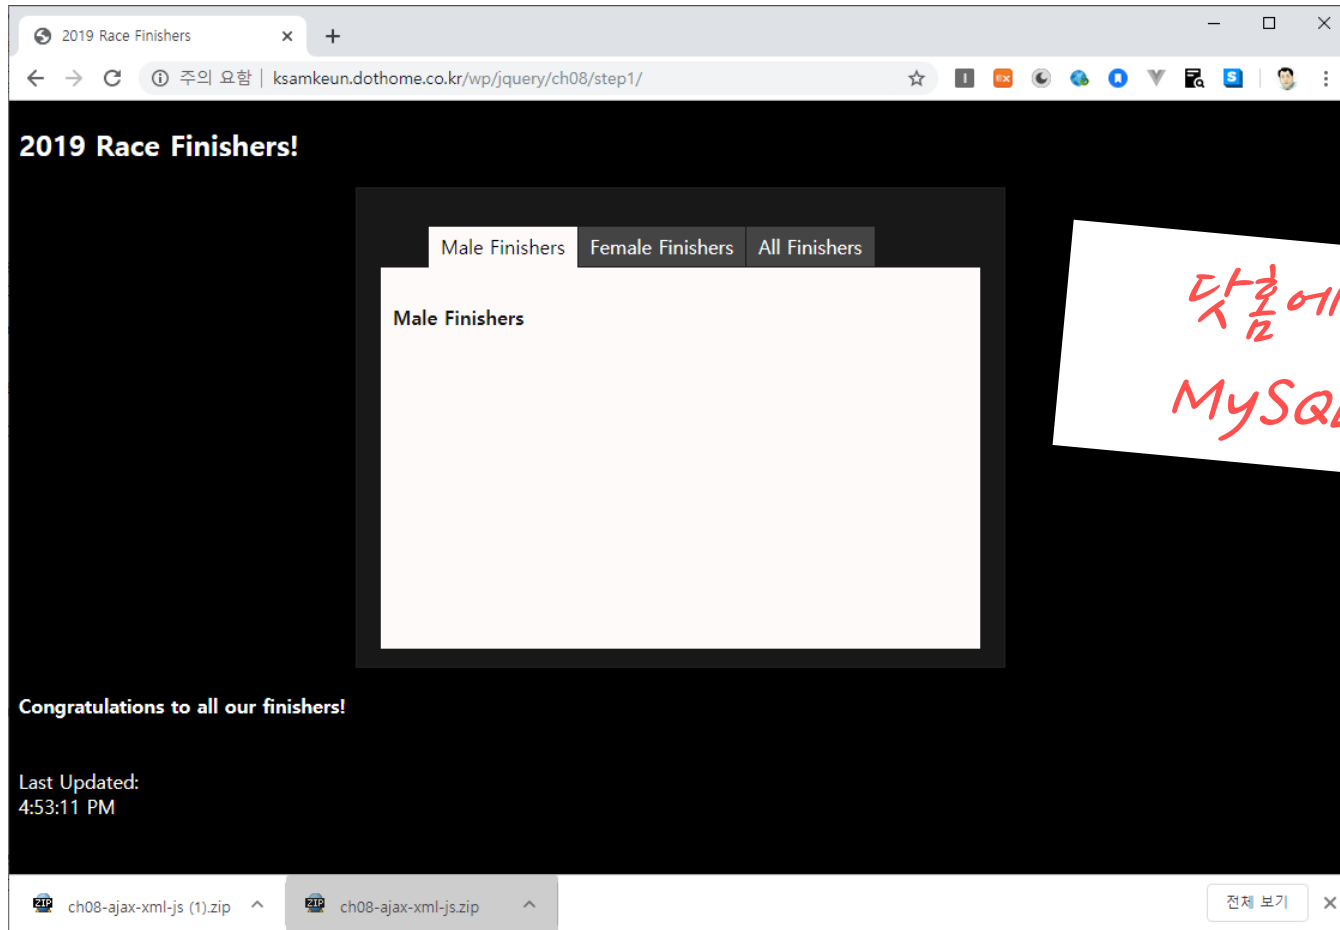 2019 Race Finishers
주의 요함
ksamkeun.dothome.co.kr/wp/jquery/ch08/step1/
2019 Race Finishers!
Male Finishers
Female Finishers
All Finishers
Male Finishers
닷홈에
MySQL
Congratulations to all our finishers!
Last Updated:
4:53:11 PM
ch08-ajax-xml-js (1).zip
ch08-ajax-xml-js.zip
전체 보기